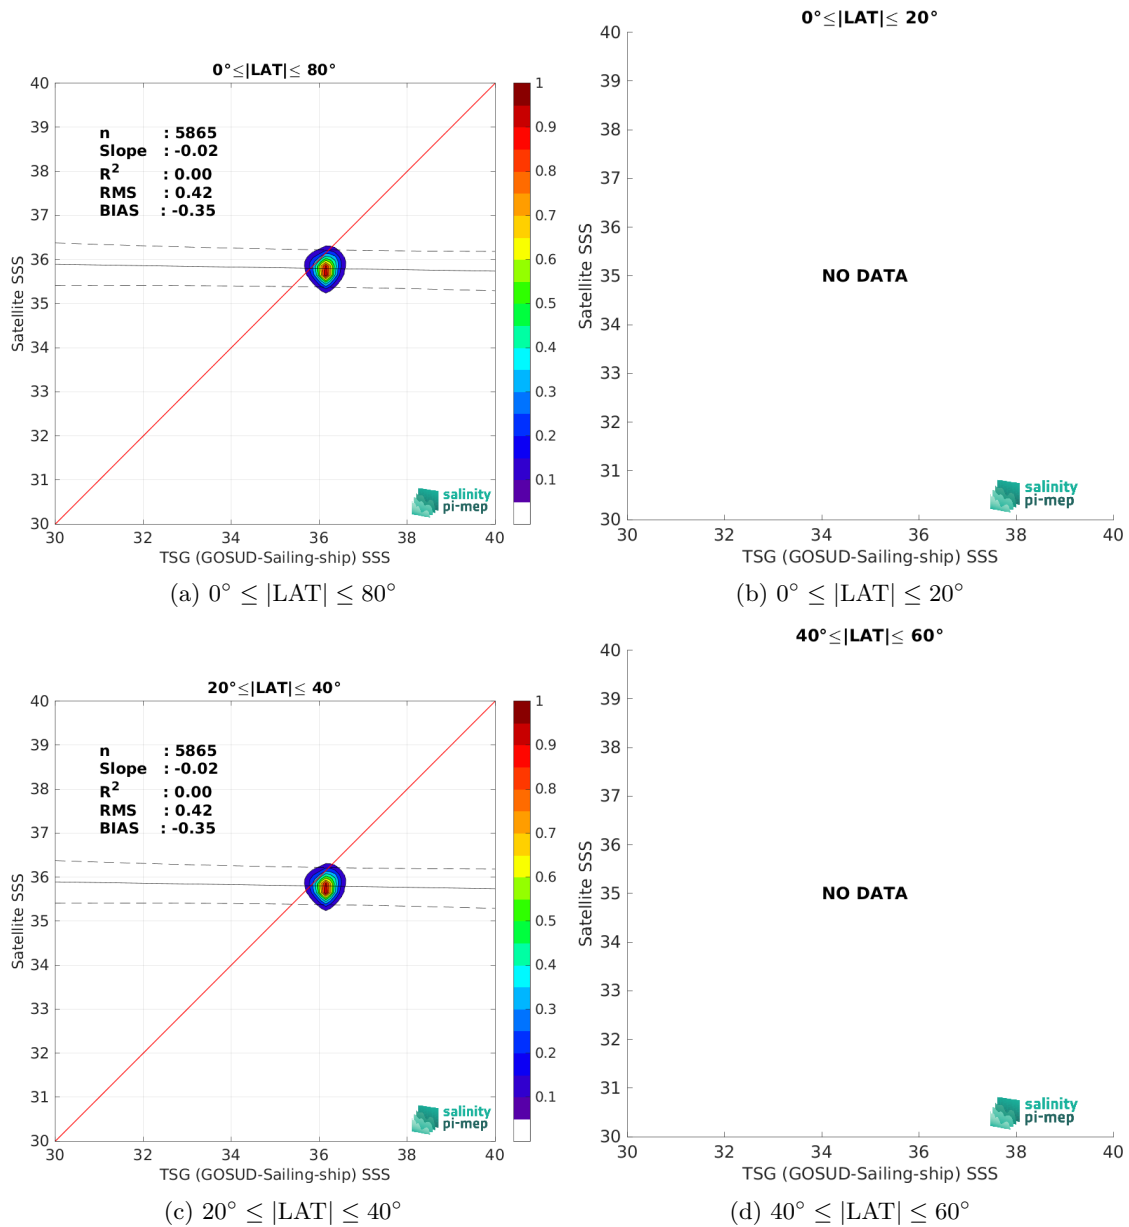 0°≤|LAT|≤ 80°
40
39
38
37
36
35
34
33
32
31
30
Satellite SSS
n : 5865
Slope : -0.02
R² : 0.00
RMS : 0.42
BIAS : -0.35
salinity
pi-mep
30 32 34 36 38 40
TSG (GOSUD-Sailing-ship) SSS
1
0.9
0.8
0.7
0.6
0.5
0.4
0.3
0.2
0.1
(a) 0° ≤ |LAT| ≤ 80°
0°≤|LAT|≤ 20°
40
39
38
37
36
35
34
33
32
31
30
Satellite SSS
NO DATA
salinity
pi-mep
30 32 34 36 38 40
TSG (GOSUD-Sailing-ship) SSS
(b) 0° ≤ |LAT| ≤ 20°
20°≤|LAT|≤ 40°
40
39
38
37
36
35
34
33
32
31
30
Satellite SSS
n : 5865
Slope : -0.02
R² : 0.00
RMS : 0.42
BIAS : -0.35
salinity
pi-mep
30 32 34 36 38 40
TSG (GOSUD-Sailing-ship) SSS
1
0.9
0.8
0.7
0.6
0.5
0.4
0.3
0.2
0.1
(c) 20° ≤ |LAT| ≤ 40°
40°≤|LAT|≤ 60°
40
39
38
37
36
35
34
33
32
31
30
Satellite SSS
NO DATA
salinity
pi-mep
30 32 34 36 38 40
TSG (GOSUD-Sailing-ship) SSS
(d) 40° ≤ |LAT| ≤ 60°